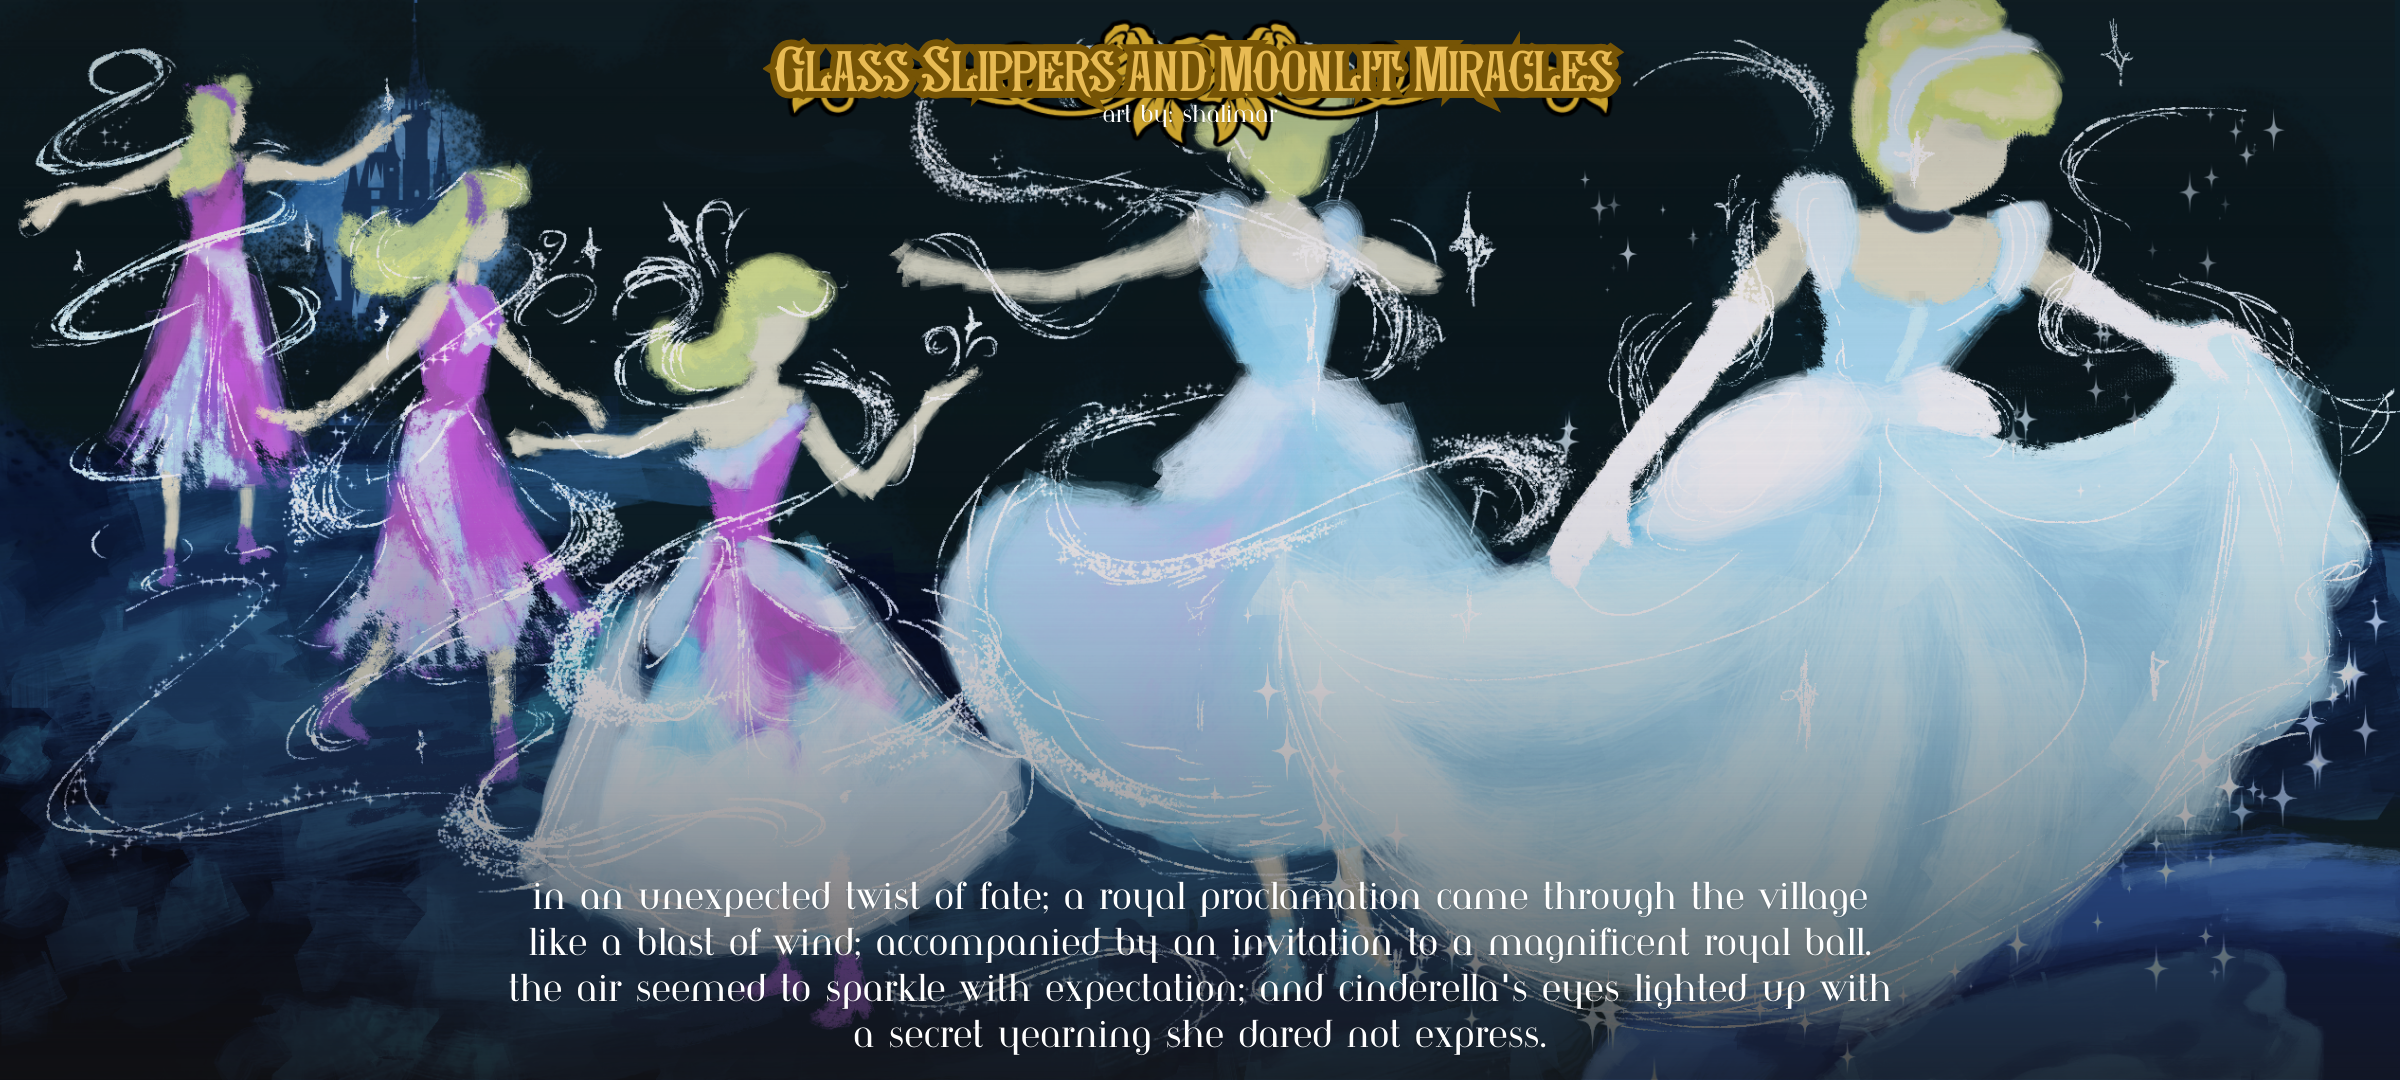 Glass Slippers and Moonlit Miracles
art by: shalimar
in an unexpected twist of fate; a royal proclamation came through the village
like a blast of wind; accompanied by an invitation to a magnificent royal ball.
the air seemed to sparkle with expectation; and cinderella's eyes lighted up with
a secret yearning she dared not express.